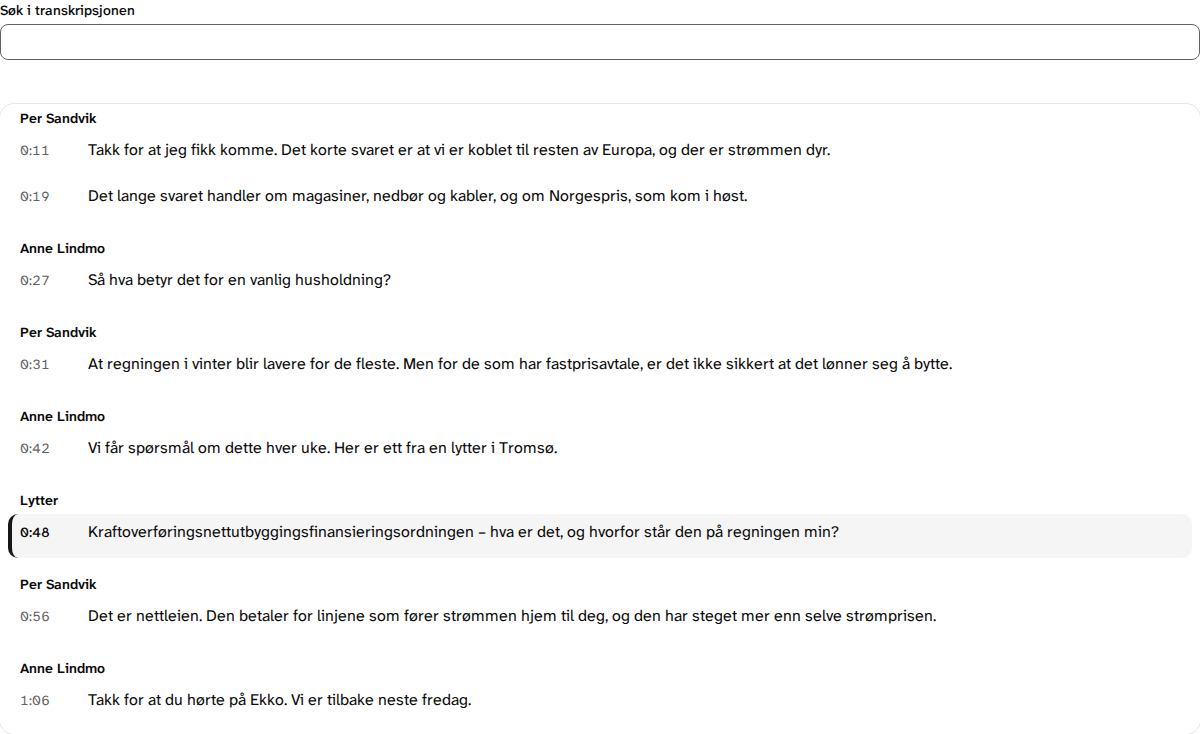 Søk i transkripsjonen
Per Sandvik
0:11 Takk for at jeg fikk komme. Det korte svaret er at vi er koblet til resten av Europa, og der er strømmen dyr.
0:19 Det lange svaret handler om magasiner, nedbør og kabler, og om Norgespris, som kom i høst.
Anne Lindmo
0:27 Så hva betyr det for en vanlig husholdning?
Per Sandvik
0:31 At regningen i vinter blir lavere for de fleste. Men for de som har fastprisavtale, er det ikke sikkert at det lønner seg å bytte.
Anne Lindmo
0:42 Vi får spørsmål om dette hver uke. Her er ett fra en lytter i Tromsø.
Lytter
0:48 Kraftoverføringsnettutbyggingsfinansieringsordningen – hva er det, og hvorfor står den på regningen min?
Per Sandvik
0:56 Det er nettleien. Den betaler for linjene som fører strømmen hjem til deg, og den har steget mer enn selve strømprisen.
Anne Lindmo
1:06 Takk for at du hørte på Ekko. Vi er tilbake neste fredag.